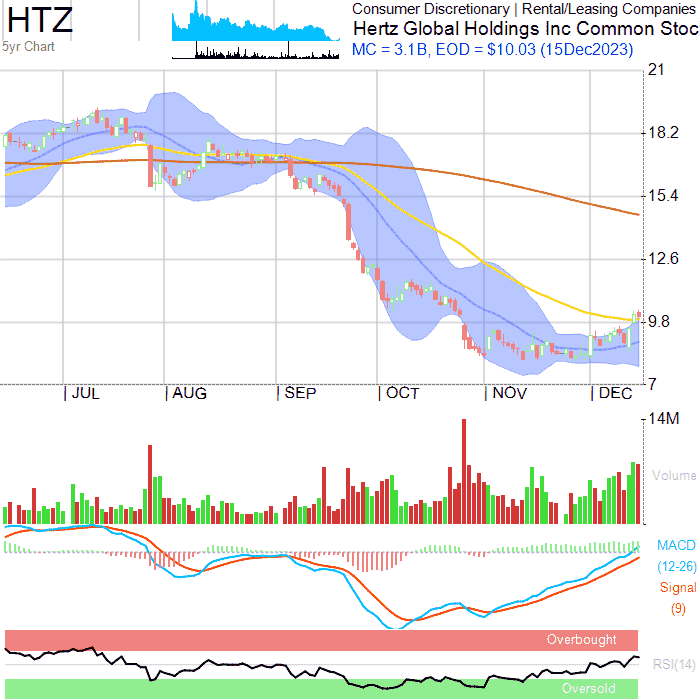 HTZ
5yr Chart
Consumer Discretionary | Rental/Leasing Companies
Hertz Global Holdings Inc Common Stoc
MC = 3.1B, EOD = $10.03 (15Dec2023)
21
18.2
15.4
12.6
9.8
7
JUL AUG SEP OCT NOV DEC
14M
Volume
MACD
(12-26)
Signal
(9)
Overbought
RSI(14)
Oversold